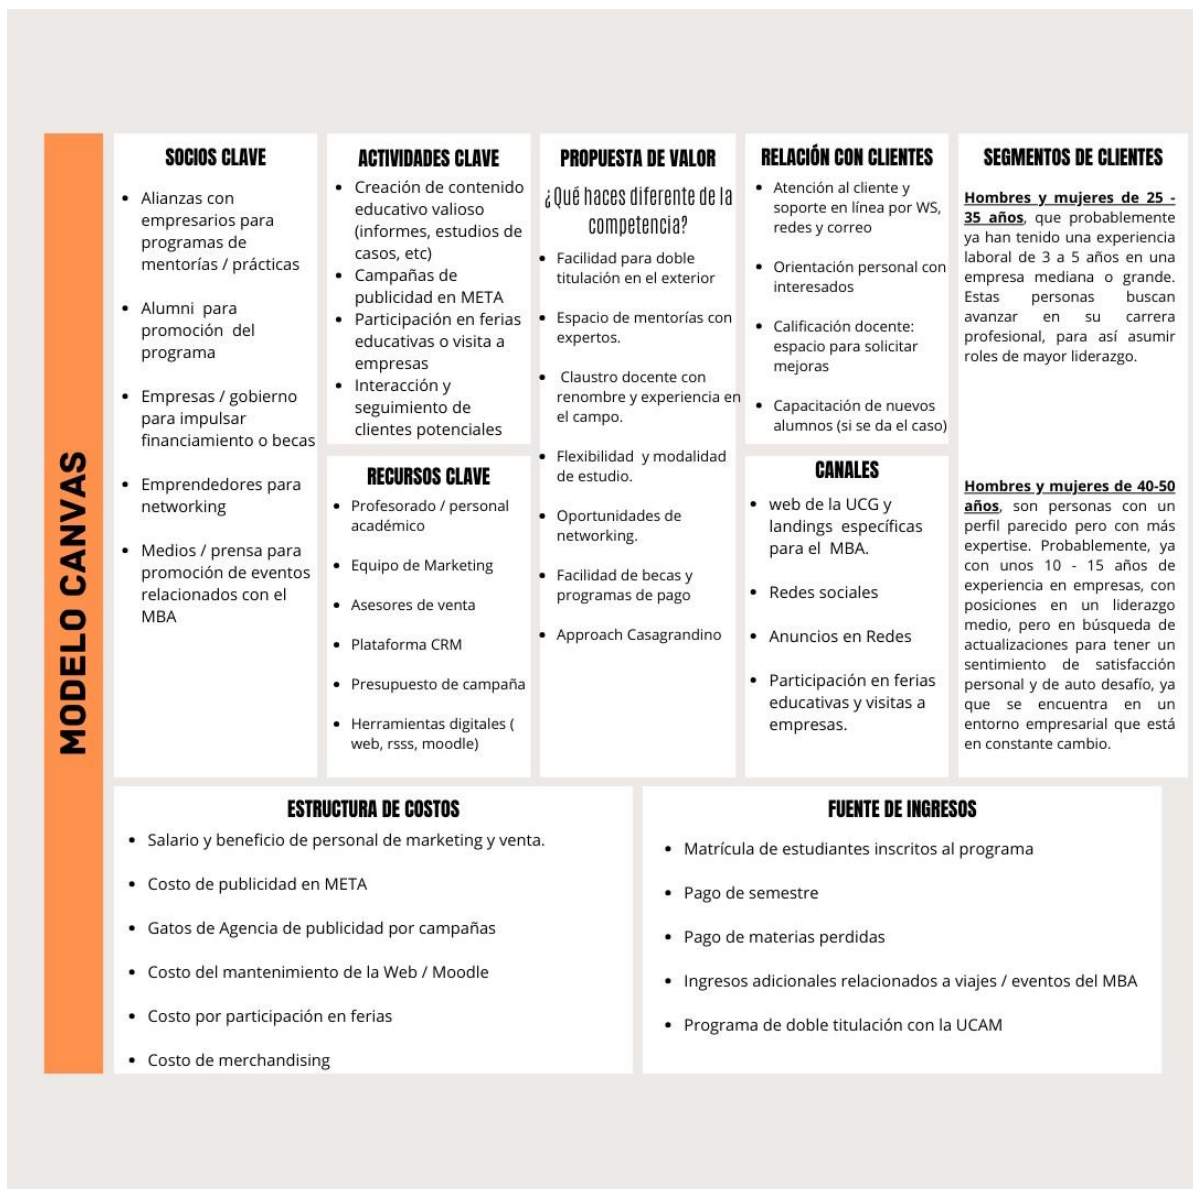 MODELO CANVAS
SOCIOS CLAVE
• Alianzas con
empresarios para
programas de
mentorías / prácticas
• Alumni para
promoción del
programa
• Empresas / gobierno
para impulsar
financiamiento o becas
• Emprendedores para
networking
• Medios / prensa para
promoción de eventos
relacionados con el
MBA
ACTIVIDADES CLAVE
• Creación de contenido
educativo valioso
(informes, estudios de
casos, etc)
• Campañas de
publicidad en META
• Participación en ferias
educativas o visita a
empresas
• Interacción y
seguimiento de
clientes potenciales
RECURSOS CLAVE
• Profesorado / personal
académico
• Equipo de Marketing
• Asesores de venta
• Plataforma CRM
• Presupuesto de campaña
• Herramientas digitales (
web, rsss, moodle)
PROPUESTA DE VALOR
¿Qué haces diferente de la
competencia?
• Facilidad para doble
titulación en el exterior
• Espacio de mentorías con
expertos.
• Claustro docente con
renombre y experiencia en
el campo.
• Flexibilidad y modalidad
de estudio.
• Oportunidades de
networking.
• Facilidad de becas y
programas de pago
• Approach Casagrandino
RELACIÓN CON CLIENTES
• Atención al cliente y
soporte en línea por WS,
redes y correo
• Orientación personal con
interesados
• Calificación docente:
espacio para solicitar
mejoras
• Capacitación de nuevos
alumnos (si se da el caso)
CANALES
• web de la UCG y
landings específicas
para el MBA.
• Redes sociales
• Anuncios en Redes
• Participación en ferias
educativas y visitas a
empresas.
SEGMENTOS DE CLIENTES
Hombres y mujeres de 25 -
35 años, que probablemente
ya han tenido una experiencia
laboral de 3 a 5 años en una
empresa mediana o grande.
Estas personas buscan
avanzar en su carrera
profesional, para así asumir
roles de mayor liderazgo.
Hombres y mujeres de 40-50
años, son personas con un
perfil parecido pero con más
expertise. Probablemente, ya
con unos 10 - 15 años de
experiencia en empresas, con
posiciones en un liderazgo
medio, pero en búsqueda de
actualizaciones para tener un
sentimiento de satisfacción
personal y de auto desafío, ya
que se encuentra en un
entorno empresarial que está
en constante cambio.
ESTRUCTURA DE COSTOS
• Salario y beneficio de personal de marketing y venta.
• Costo de publicidad en META
• Gatos de Agencia de publicidad por campañas
• Costo del mantenimiento de la Web / Moodle
• Costo por participación en ferias
• Costo de merchandising
FUENTE DE INGRESOS
• Matrícula de estudiantes inscritos al programa
• Pago de semestre
• Pago de materias perdidas
• Ingresos adicionales relacionados a viajes / eventos del MBA
• Programa de doble titulación con la UCAM